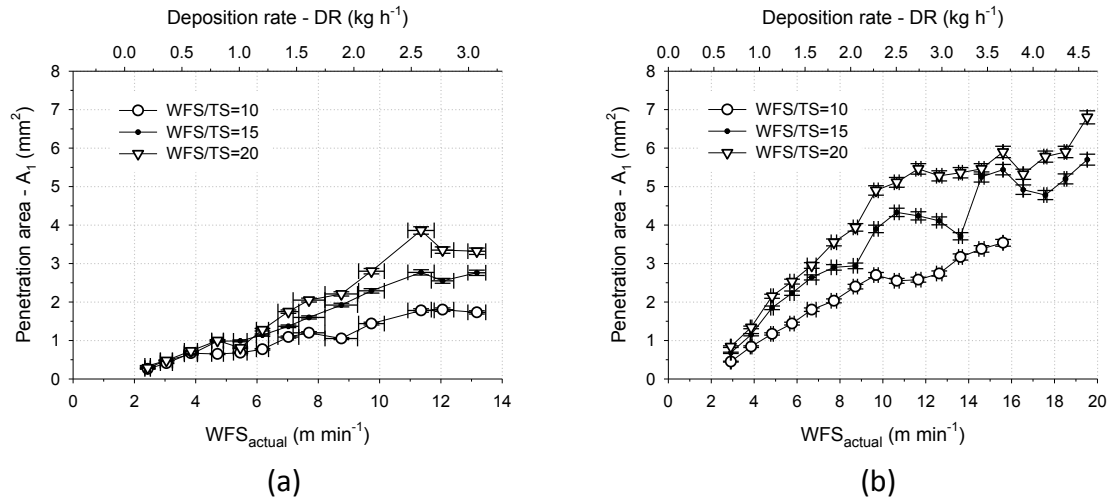 Deposition rate - DR (kg h⁻¹)
0.0 0.5 1.0 1.5 2.0 2.5 3.0
8
7
6
5
4
3
2
1
0
Penetration area - A₁ (mm²)
WFS/TS=10
WFS/TS=15
WFS/TS=20
0 2 4 6 8 10 12 14
WFSactual (m min⁻¹)
(a)
Deposition rate - DR (kg h⁻¹)
0.0 0.5 1.0 1.5 2.0 2.5 3.0 3.5 4.0 4.5
8
7
6
5
4
3
2
1
0
Penetration area - A₁ (mm²)
WFS/TS=10
WFS/TS=15
WFS/TS=20
0 2 4 6 8 10 12 14 16 18 20
WFSactual (m min⁻¹)
(b)